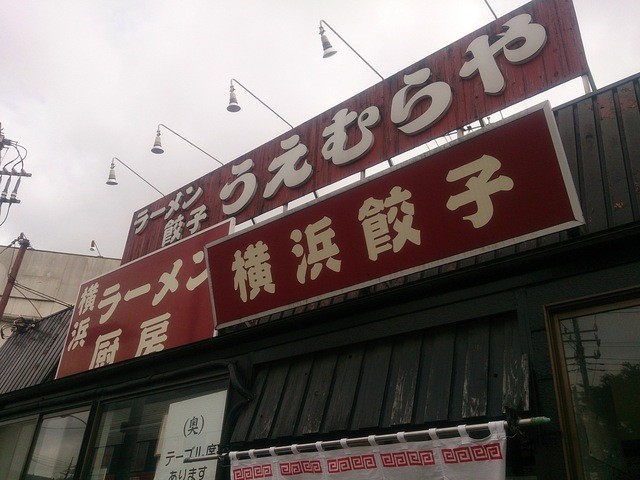 ラーメン
餃子
うえむらや
横浜餃子
横浜
ラーメン
厨房
(奥)
テーブル席
あります